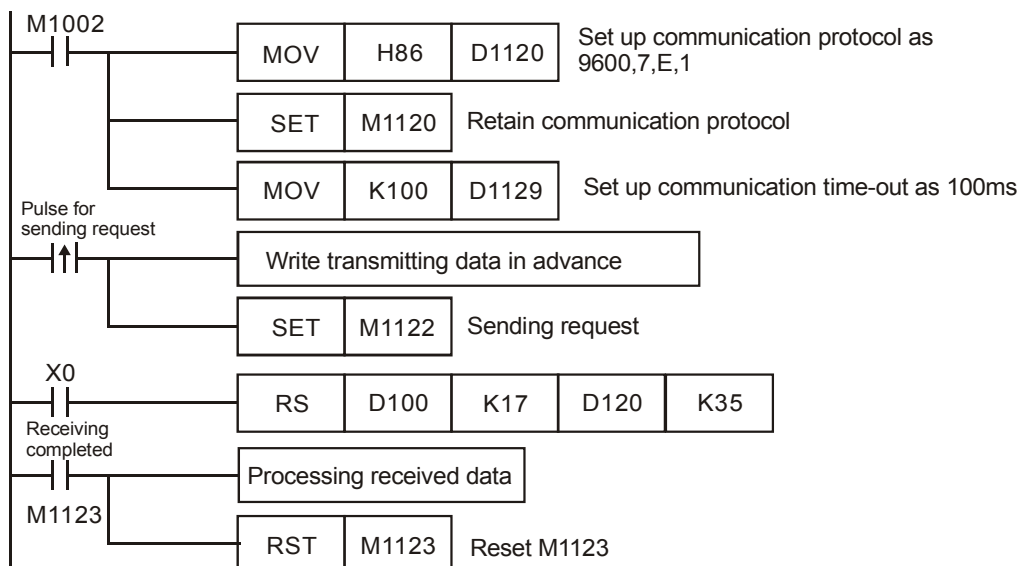 M1002
MOV H86 D1120 Set up communication protocol as
9600,7,E,1
SET M1120 Retain communication protocol
MOV K100 D1129 Set up communication time-out as 100ms
Pulse for
sending request
Write transmitting data in advance
SET M1122 Sending request
X0
RS D100 K17 D120 K35
Receiving
completed
Processing received data
M1123
RST M1123 Reset M1123